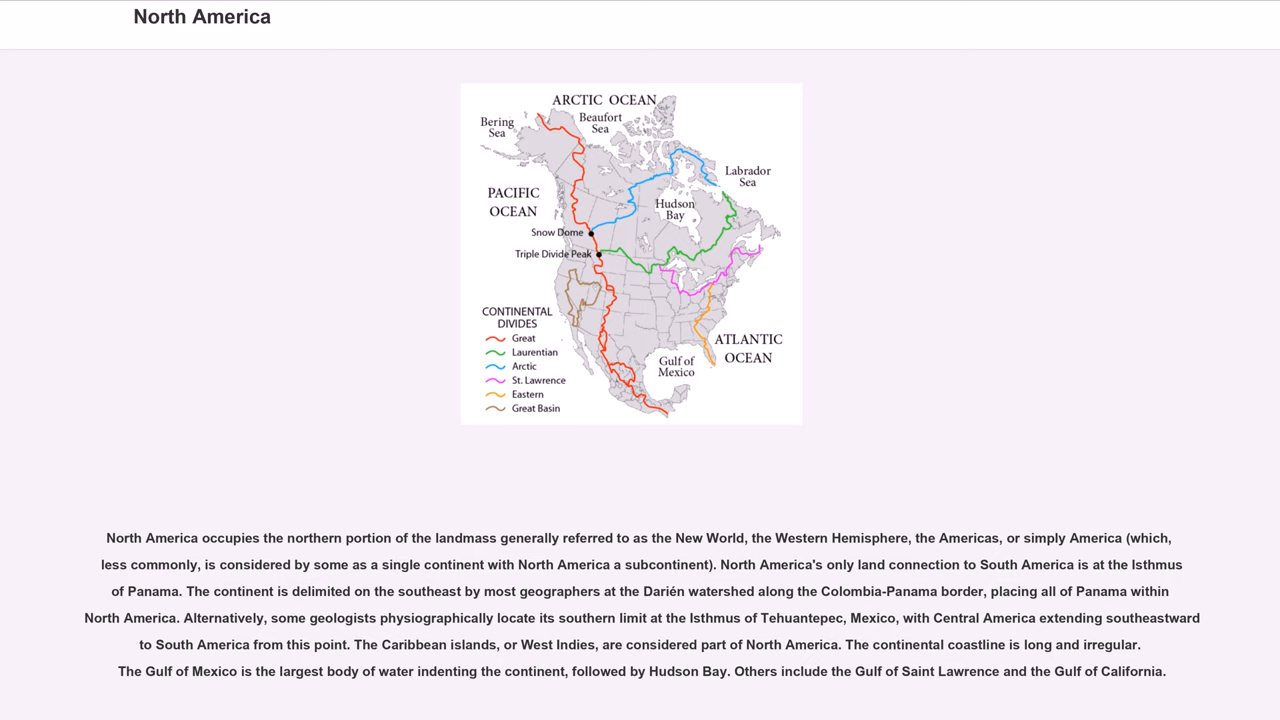 North America
ARCTIC OCEAN
Bering
Sea
Beaufort
Sea
Labrador
Sea
PACIFIC
OCEAN
Hudson
Bay
Snow Dome
Triple Divide Peak
CONTINENTAL
DIVIDES
Great
Laurentian
Arctic
St. Lawrence
Eastern
Great Basin
ATLANTIC
OCEAN
Gulf of
Mexico
North America occupies the northern portion of the landmass generally referred to as the New World, the Western Hemisphere, the Americas, or simply America (which,
less commonly, is considered by some as a single continent with North America a subcontinent). North America's only land connection to South America is at the Isthmus
of Panama. The continent is delimited on the southeast by most geographers at the Darién watershed along the Colombia-Panama border, placing all of Panama within
North America. Alternatively, some geologists physiographically locate its southern limit at the Isthmus of Tehuantepec, Mexico, with Central America extending southeastward
to South America from this point. The Caribbean islands, or West Indies, are considered part of North America. The continental coastline is long and irregular.
The Gulf of Mexico is the largest body of water indenting the continent, followed by Hudson Bay. Others include the Gulf of Saint Lawrence and the Gulf of California.